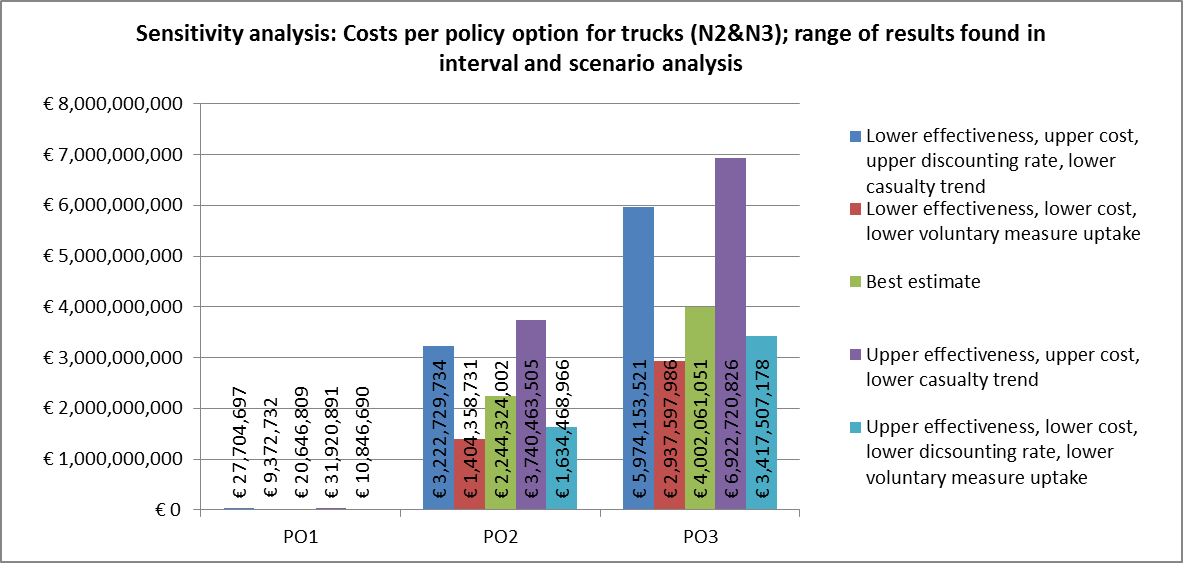 Sensitivity analysis: Costs per policy option for trucks (N2&N3); range of results found in
interval and scenario analysis
€ 8,000,000,000
€ 7,000,000,000
€ 6,000,000,000
€ 5,000,000,000
€ 4,000,000,000
€ 3,000,000,000
€ 2,000,000,000
€ 1,000,000,000
€ 0
€ 27,704,697
€ 9,372,732
€ 20,646,809
€ 31,920,891
€ 10,846,690
€ 3,222,729,734
€ 1,404,358,731
€ 2,244,324,002
€ 3,740,463,505
€ 1,634,468,966
€ 5,974,153,521
€ 2,937,597,986
€ 4,002,061,051
€ 6,922,720,826
€ 3,417,507,178
PO1
PO2
PO3
Lower effectiveness, upper cost,
upper discounting rate, lower
casualty trend
Lower effectiveness, lower cost,
lower voluntary measure uptake
Best estimate
Upper effectiveness, upper cost,
lower casualty trend
Upper effectiveness, lower cost,
lower dicsounting rate, lower
voluntary measure uptake